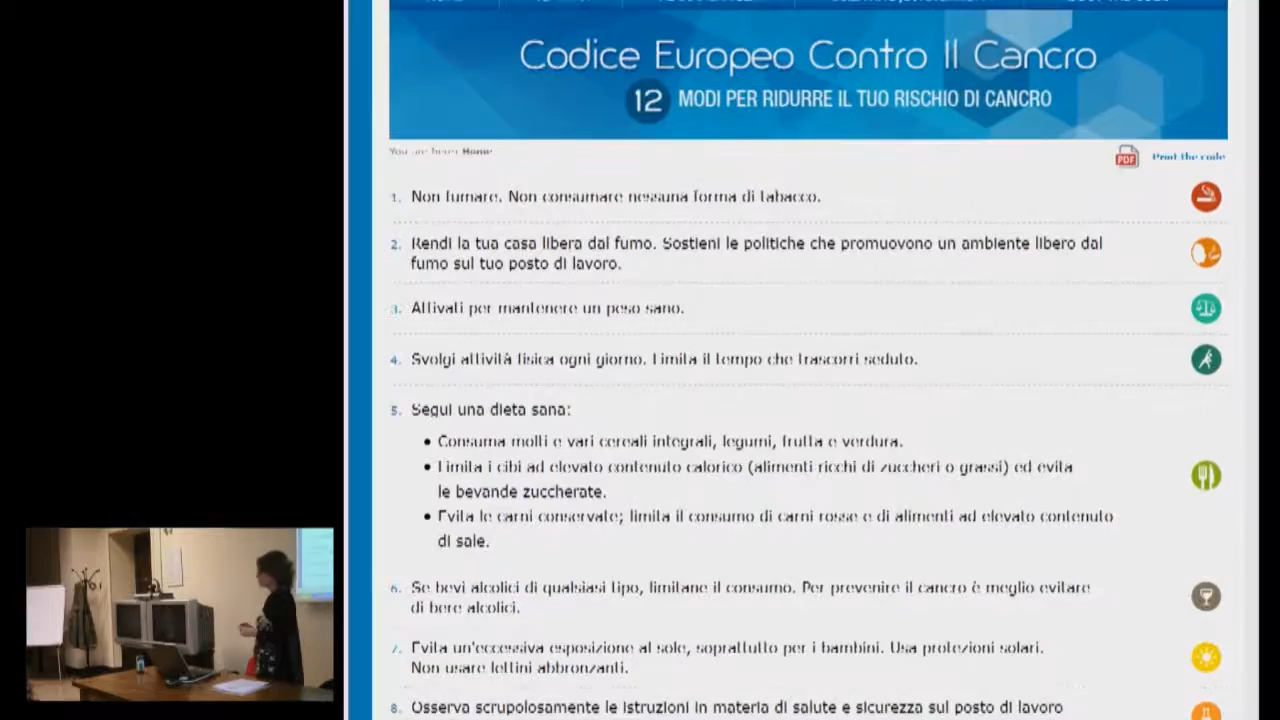 Codice Europeo Contro Il Cancro
12 MODI PER RIDURRE IL TUO RISCHIO DI CANCRO
You are here: Home
PDF Print the code
1. Non fumare. Non consumare nessuna forma di tabacco.
2. Rendi la tua casa libera dal fumo. Sostieni le politiche che promuovono un ambiente libero dal
fumo sul tuo posto di lavoro.
3. Attivati per mantenere un peso sano.
4. Svolgi attività fisica ogni giorno. Limita il tempo che trascorri seduto.
5. Segui una dieta sana:
• Consuma molti e vari cereali integrali, legumi, frutta e verdura.
• Limita i cibi ad elevato contenuto calorico (alimenti ricchi di zuccheri o grassi) ed evita
le bevande zuccherate.
• Evita le carni conservate; limita il consumo di carni rosse e di alimenti ad elevato contenuto
di sale.
6. Se bevi alcolici di qualsiasi tipo, limitane il consumo. Per prevenire il cancro è meglio evitare
di bere alcolici.
7. Evita un'eccessiva esposizione al sole, soprattutto per i bambini. Usa protezioni solari.
Non usare lettini abbronzanti.
8. Osserva scrupolosamente le istruzioni in materia di salute e sicurezza sul posto di lavoro